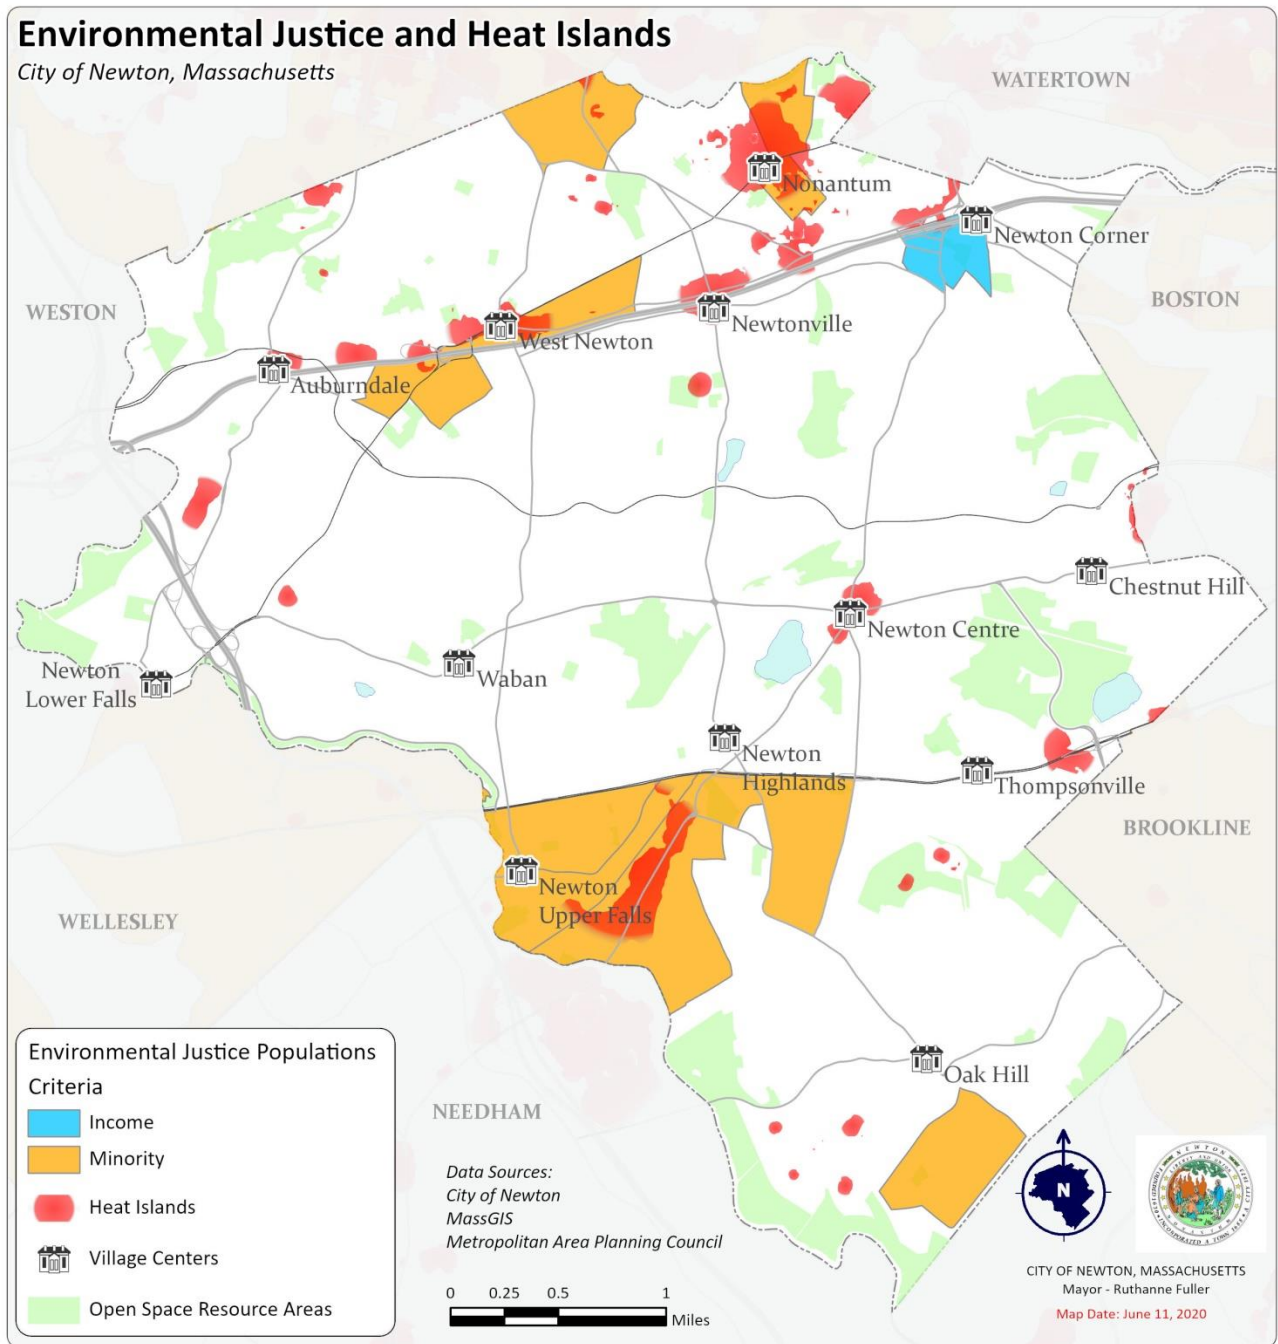 Environmental Justice and Heat Islands
City of Newton, Massachusetts
WATERTOWN
Nonantum
Newton Corner
BOSTON
WESTON
Newtonville
West Newton
Auburndale
Chestnut Hill
Newton Centre
Newton
Lower Falls
Waban
Newton
Highlands
Thompsonville
BROOKLINE
Newton
Upper Falls
WELLESLEY
Oak Hill
NEEDHAM
Environmental Justice Populations
Criteria
Income
Minority
Heat Islands
Village Centers
Open Space Resource Areas
Data Sources:
City of Newton
MassGIS
Metropolitan Area Planning Council
0 0.25 0.5 1
Miles
N
CITY OF NEWTON, MASSACHUSETTS
Mayor - Ruthanne Fuller
Map Date: June 11, 2020